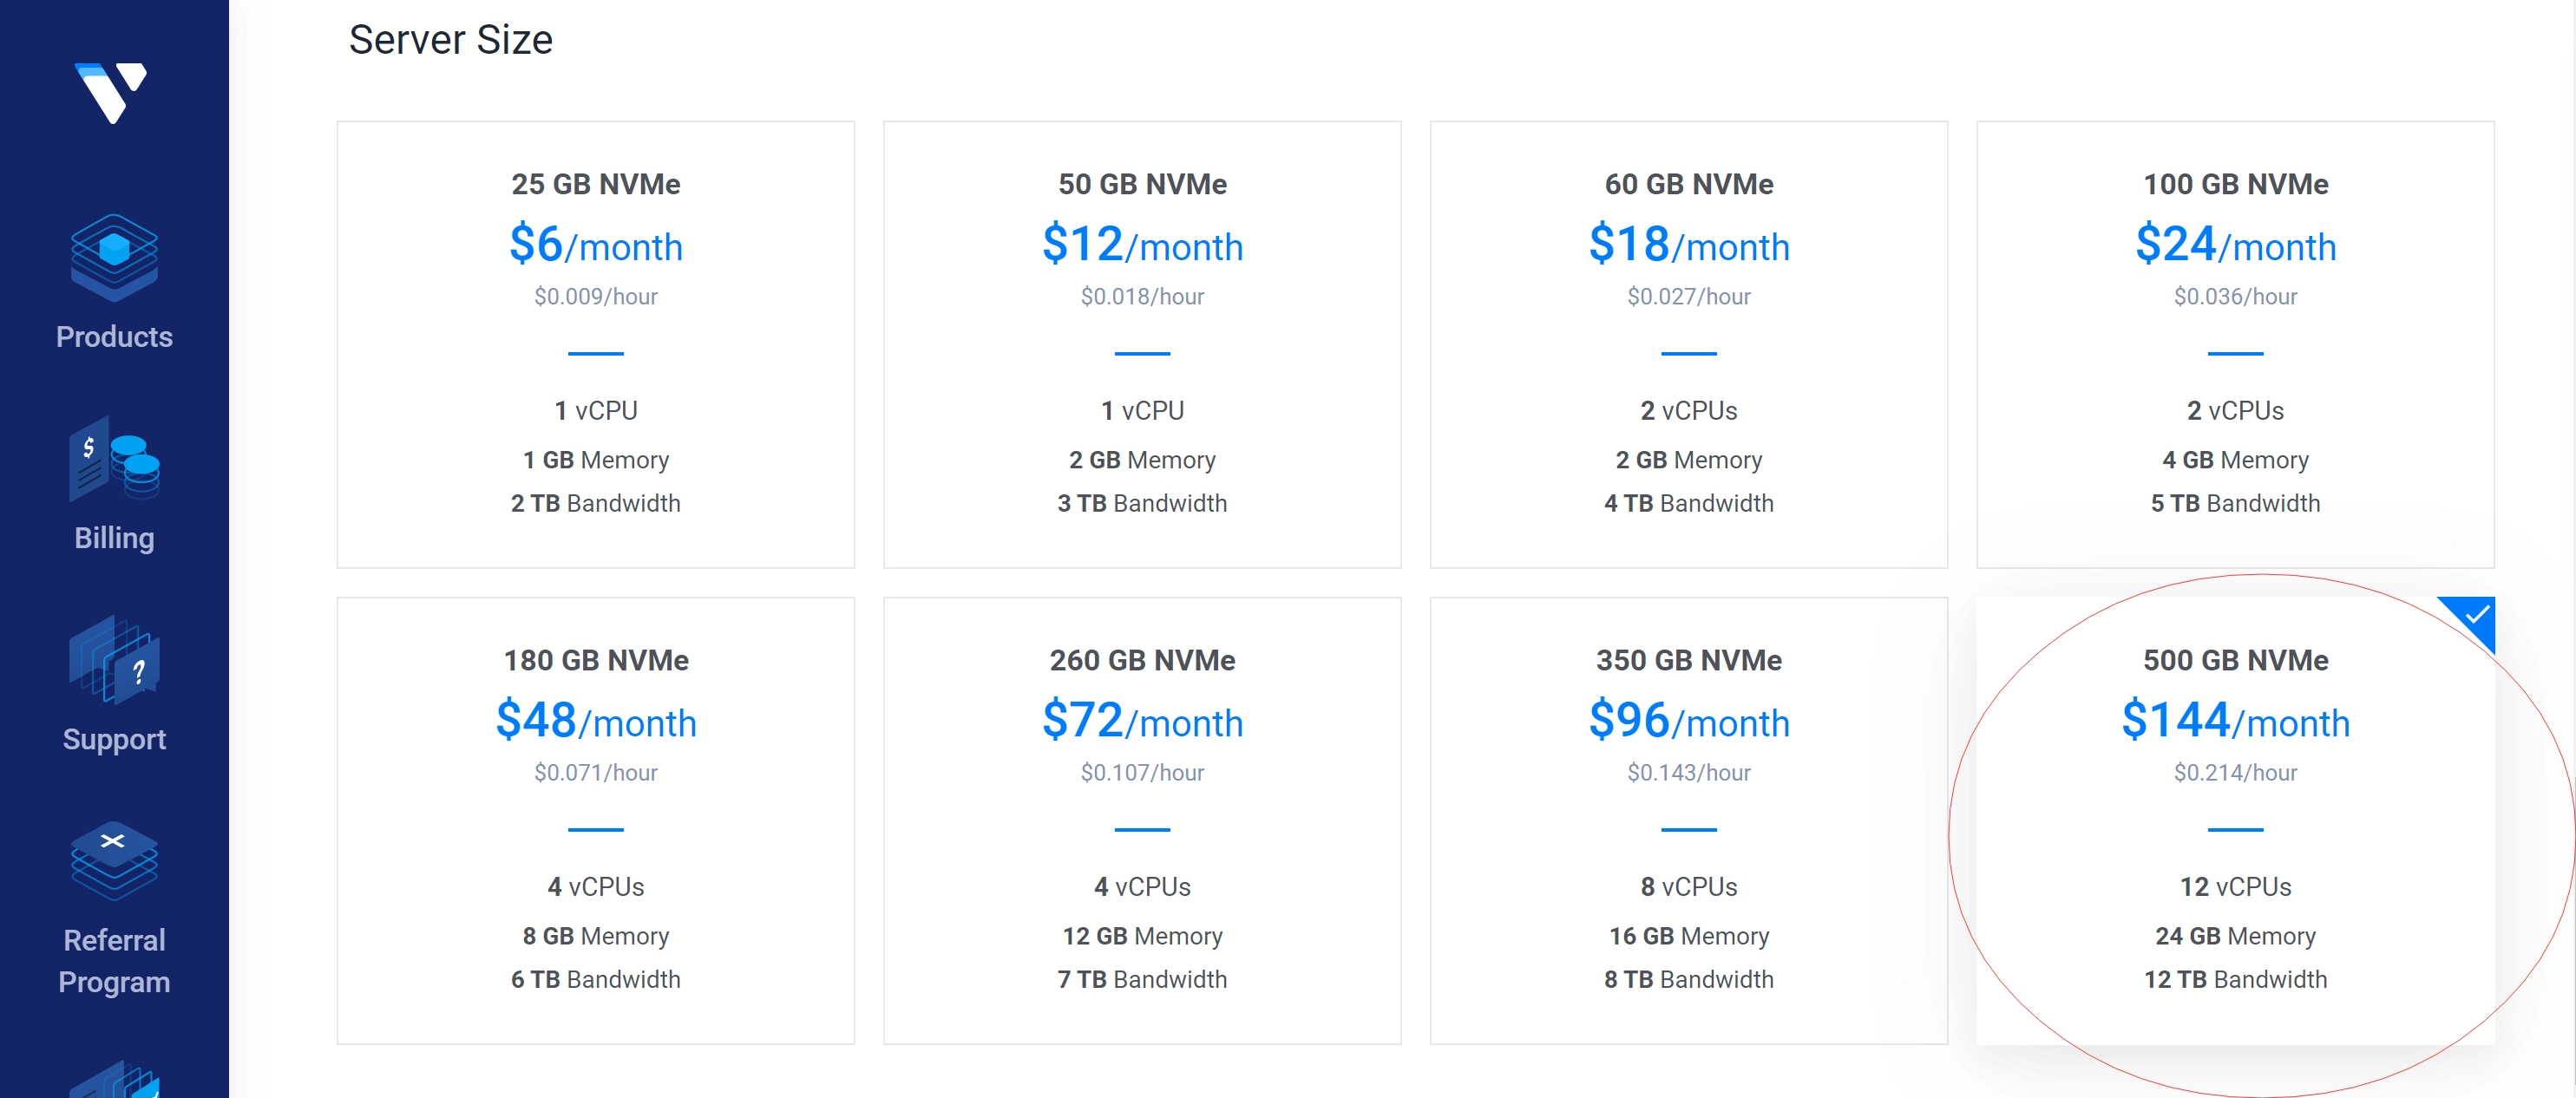 Server Size
Products
Billing
Support
Referral
Program
25 GB NVMe
$6/month
$0.009/hour
1 vCPU
1 GB Memory
2 TB Bandwidth
50 GB NVMe
$12/month
$0.018/hour
1 vCPU
2 GB Memory
3 TB Bandwidth
60 GB NVMe
$18/month
$0.027/hour
2 vCPUs
2 GB Memory
4 TB Bandwidth
100 GB NVMe
$24/month
$0.036/hour
2 vCPUs
4 GB Memory
5 TB Bandwidth
180 GB NVMe
$48/month
$0.071/hour
4 vCPUs
8 GB Memory
6 TB Bandwidth
260 GB NVMe
$72/month
$0.107/hour
4 vCPUs
12 GB Memory
7 TB Bandwidth
350 GB NVMe
$96/month
$0.143/hour
8 vCPUs
16 GB Memory
8 TB Bandwidth
500 GB NVMe
$144/month
$0.214/hour
12 vCPUs
24 GB Memory
12 TB Bandwidth